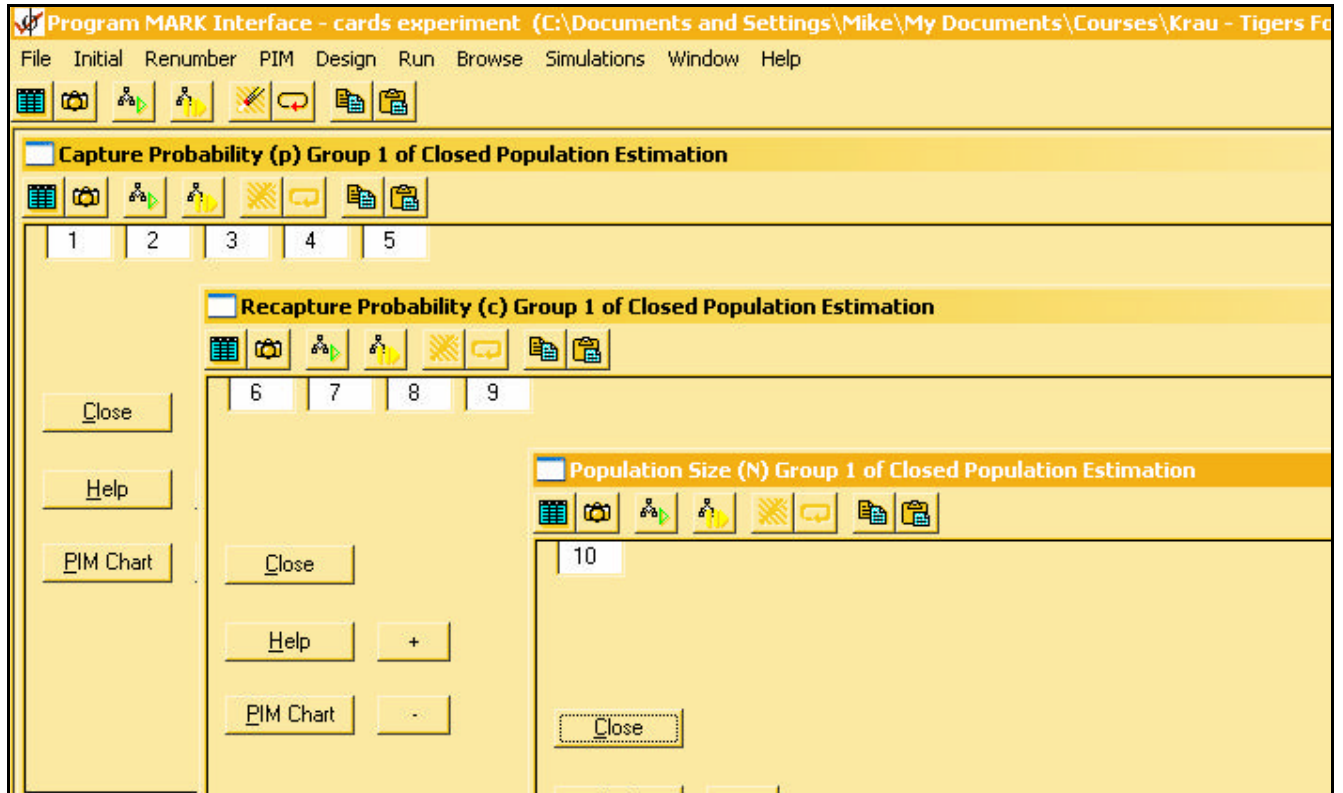 Program MARK Interface - cards experiment (C:\Documents and Settings\Mike\My Documents\Courses\Krau - Tigers Fo
File Initial Renumber PIM Design Run Browse Simulations Window Help
Capture Probability (p) Group 1 of Closed Population Estimation
1 2 3 4 5
Close
Help
PIM Chart
Recapture Probability (c) Group 1 of Closed Population Estimation
6 7 8 9
Close
Help +
PIM Chart -
Population Size (N) Group 1 of Closed Population Estimation
10
Close